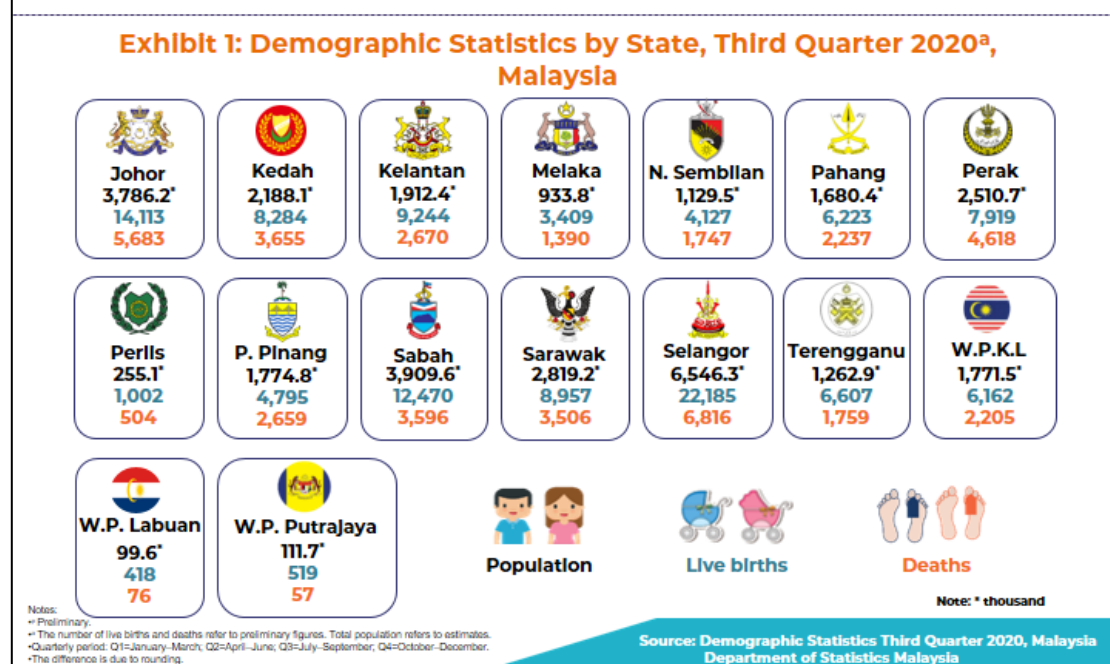 Exhibit 1: Demographic Statistics by State, Third Quarter 2020ᵃ,
Malaysia
Johor
3,786.2*
14,113
5,683
Kedah
2,188.1*
8,284
3,655
Kelantan
1,912.4*
9,244
2,670
Melaka
933.8*
3,409
1,390
N. Sembilan
1,129.5*
4,127
1,747
Pahang
1,680.4*
6,223
2,237
Perak
2,510.7*
7,919
4,618
Perlis
255.1*
1,002
504
P. Pinang
1,774.8*
4,795
2,659
Sabah
3,909.6*
12,470
3,596
Sarawak
2,819.2*
8,957
3,506
Selangor
6,546.3*
22,185
6,816
Terengganu
1,262.9*
6,607
1,759
W.P.K.L
1,771.5*
6,162
2,205
W.P. Labuan
99.6*
418
76
W.P. Putrajaya
111.7*
519
57
Population
Live births
Deaths
Note: * thousand
Notes:
•ᵃ Preliminary.
•ᵃ The number of live births and deaths refer to preliminary figures. Total population refers to estimates.
•Quarterly period: Q1=January–March; Q2=April–June; Q3=July–September; Q4=October–December.
•The difference is due to rounding.
Source: Demographic Statistics Third Quarter 2020, Malaysia
Department of Statistics Malaysia